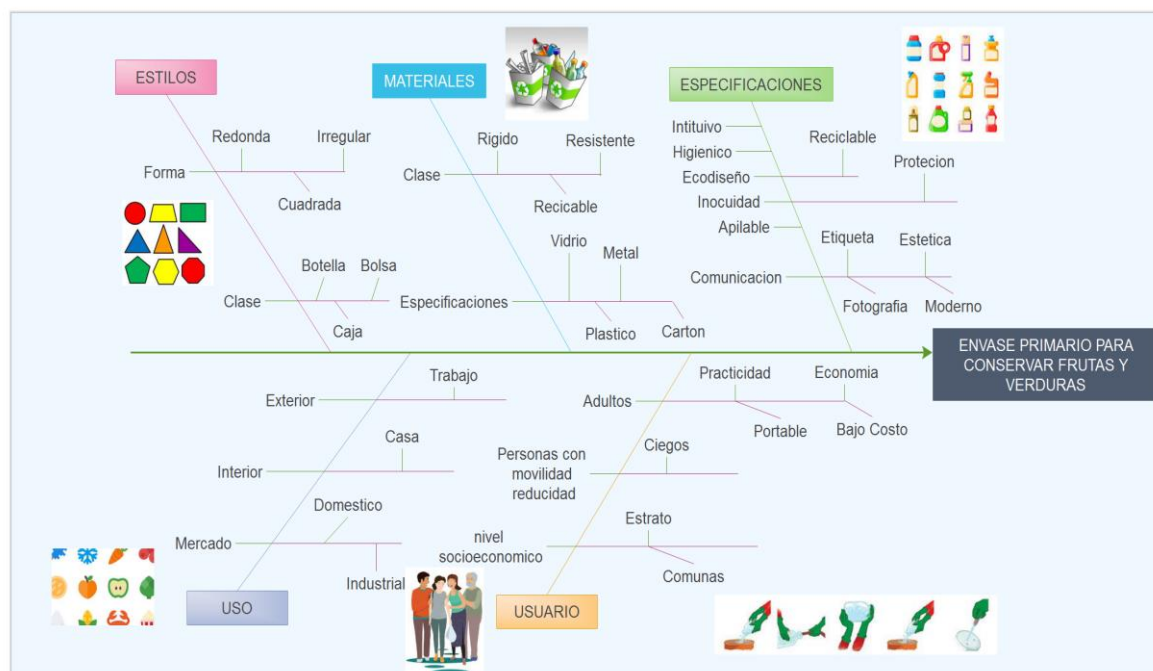 ESTILOS
Redonda
Irregular
Forma
Cuadrada
Botella
Bolsa
Clase
Caja
MATERIALES
Rigido
Resistente
Clase
Recicable
Vidrio
Metal
Especificaciones
Plastico
Carton
ESPECIFICACIONES
Intituivo
Higienico
Reciclable
Ecodiseño
Protecion
Inocuidad
Apilable
Etiqueta
Estetica
Comunicacion
Fotografia
Moderno
ENVASE PRIMARIO PARA
CONSERVAR FRUTAS Y
VERDURAS
Trabajo
Exterior
Casa
Interior
Domestico
Mercado
Industrial
USO
Practicidad
Economia
Adultos
Portable
Bajo Costo
Ciegos
Personas con
movilidad
reducidad
Estrato
nivel
socioeconomico
Comunas
USUARIO